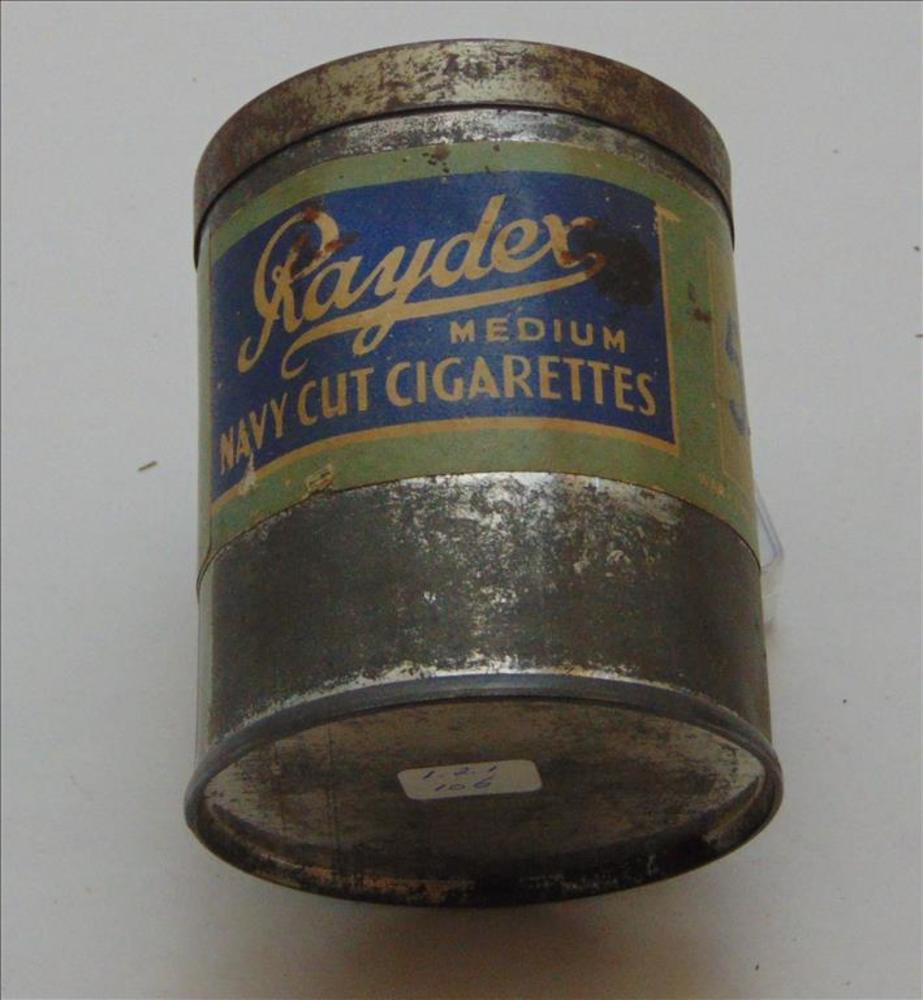 Raydex
MEDIUM
NAVY CUT CIGARETTES
1.2.1
106